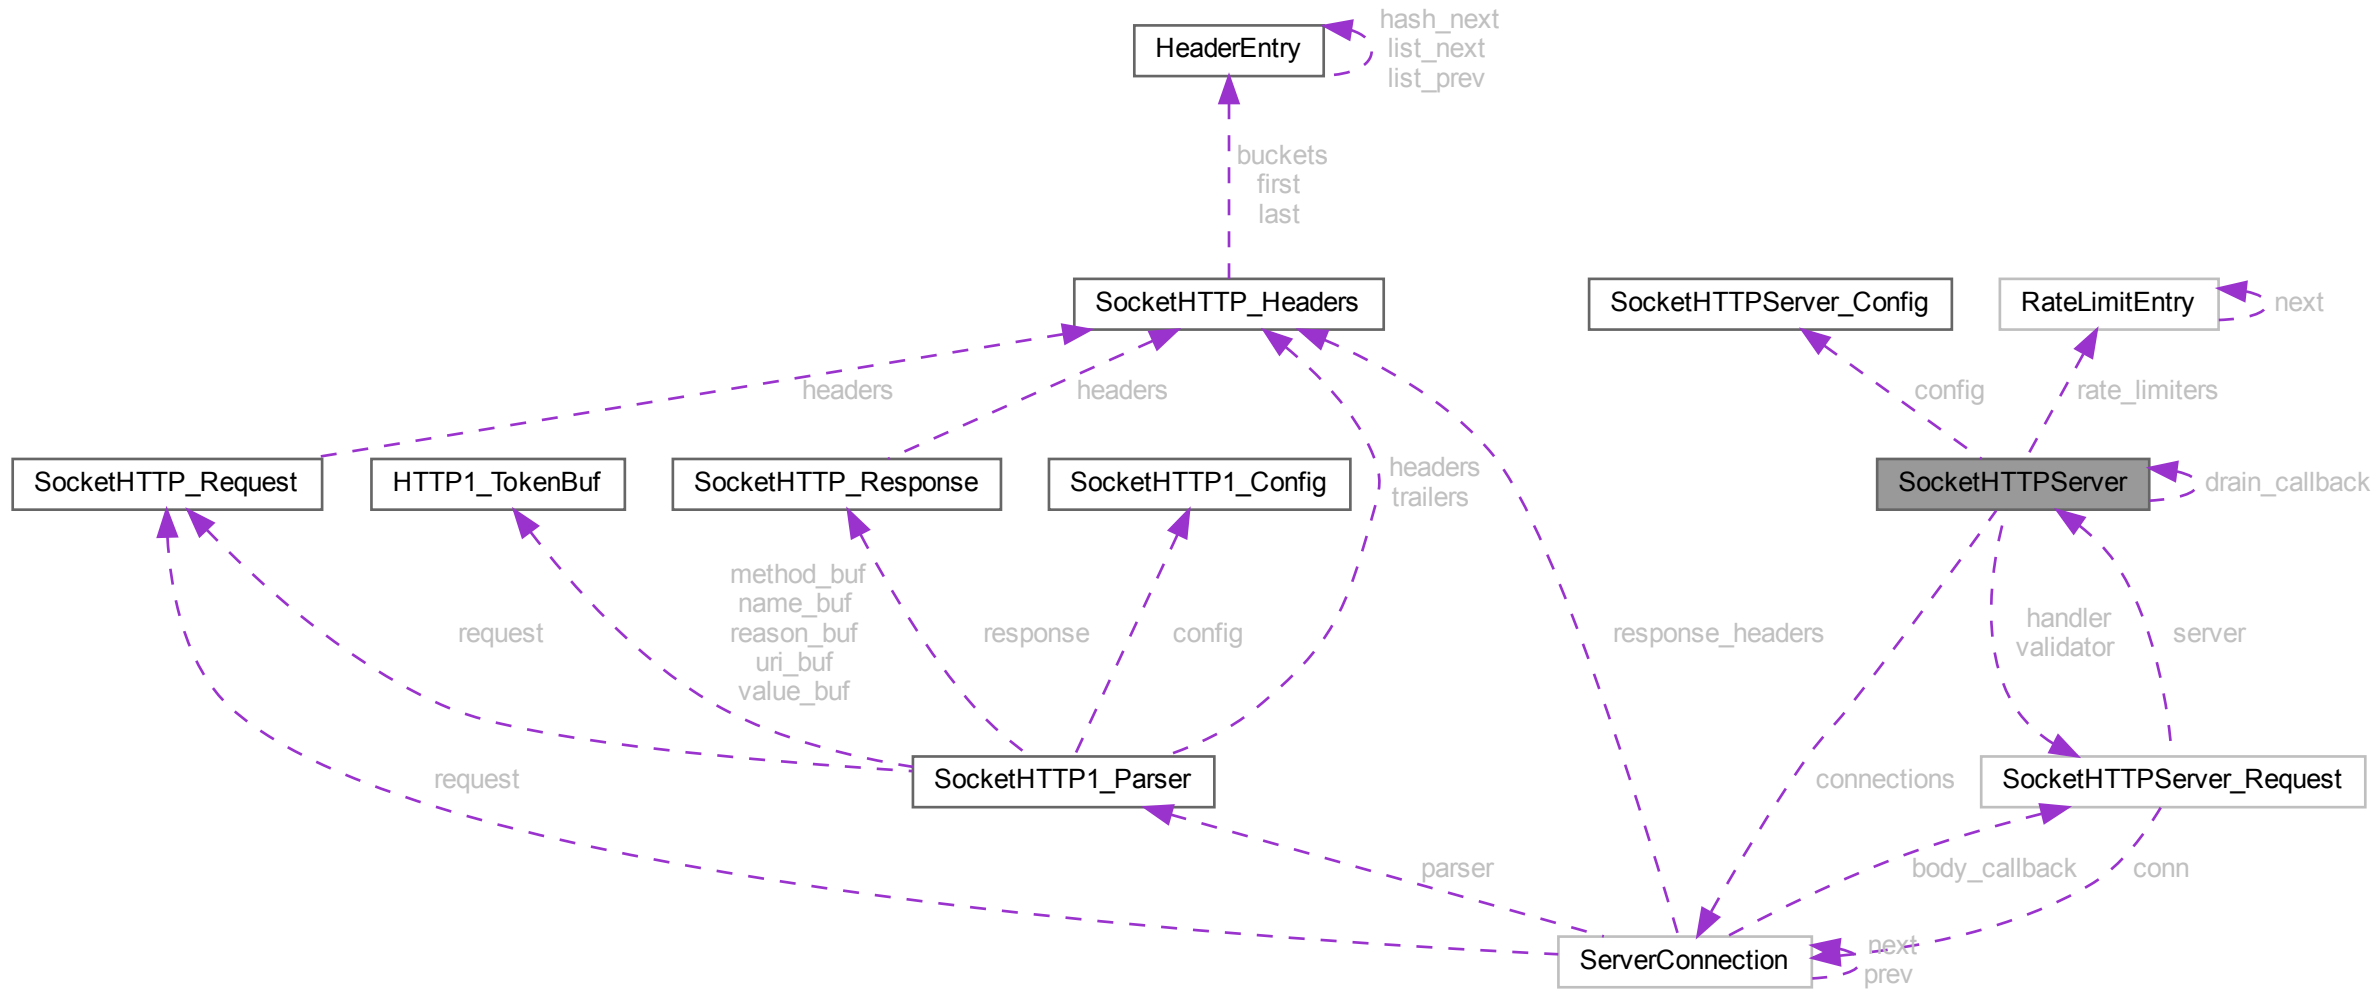 hash_next
list_next
list_prev
HeaderEntry
buckets
first
last
SocketHTTP_Headers
SocketHTTPServer_Config
RateLimitEntry
next
headers
headers
config
rate_limiters
SocketHTTP_Request
HTTP1_TokenBuf
SocketHTTP_Response
SocketHTTP1_Config
headers
trailers
SocketHTTPServer
drain_callback
request
method_buf
name_buf
reason_buf
uri_buf
value_buf
response
config
response_headers
handler
validator
server
request
SocketHTTP1_Parser
connections
SocketHTTPServer_Request
parser
body_callback
conn
ServerConnection
next
prev